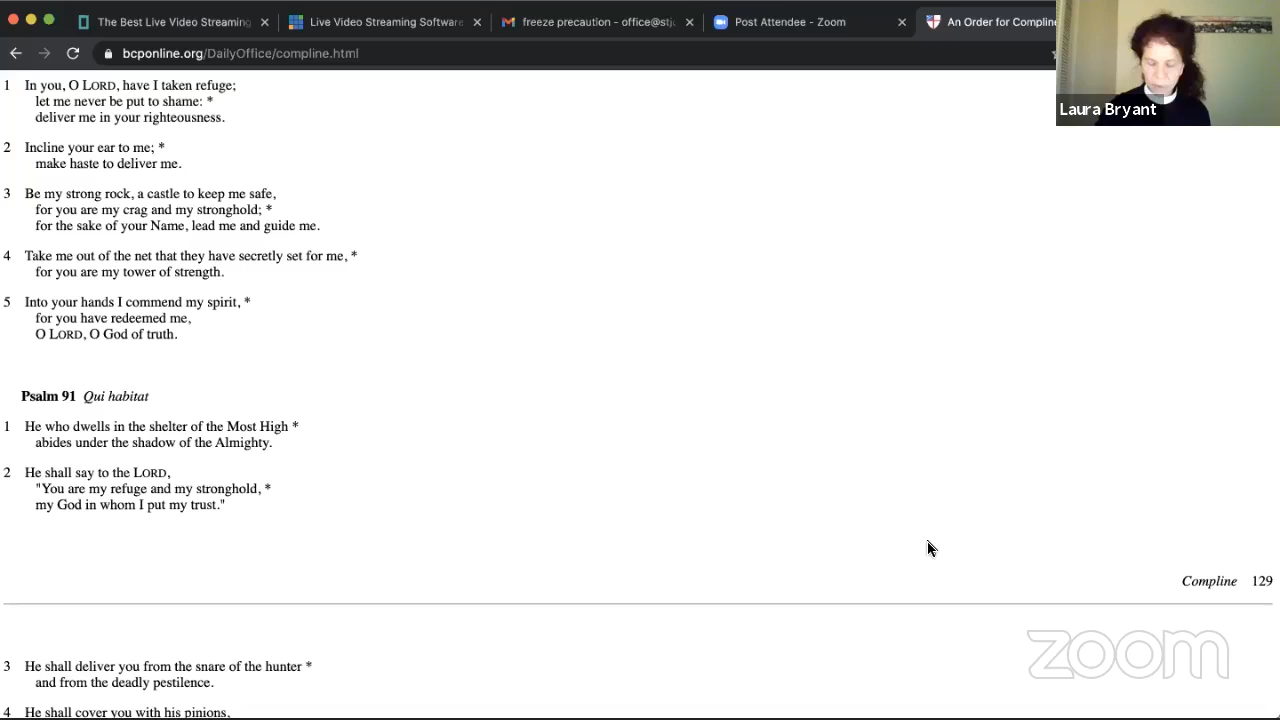 The Best Live Video Streaming
Live Video Streaming Software
freeze precaution - office@stju
Post Attendee - Zoom
An Order for Compline
bcponline.org/DailyOffice/compline.html
Laura Bryant
1 In you, O LORD, have I taken refuge;
let me never be put to shame: *
deliver me in your righteousness.
2 Incline your ear to me; *
make haste to deliver me.
3 Be my strong rock, a castle to keep me safe,
for you are my crag and my stronghold; *
for the sake of your Name, lead me and guide me.
4 Take me out of the net that they have secretly set for me, *
for you are my tower of strength.
5 Into your hands I commend my spirit, *
for you have redeemed me,
O LORD, O God of truth.
Psalm 91 Qui habitat
1 He who dwells in the shelter of the Most High *
abides under the shadow of the Almighty.
2 He shall say to the LORD,
"You are my refuge and my stronghold, *
my God in whom I put my trust."
Compline 129
3 He shall deliver you from the snare of the hunter *
and from the deadly pestilence.
4 He shall cover you with his pinions,
zoom